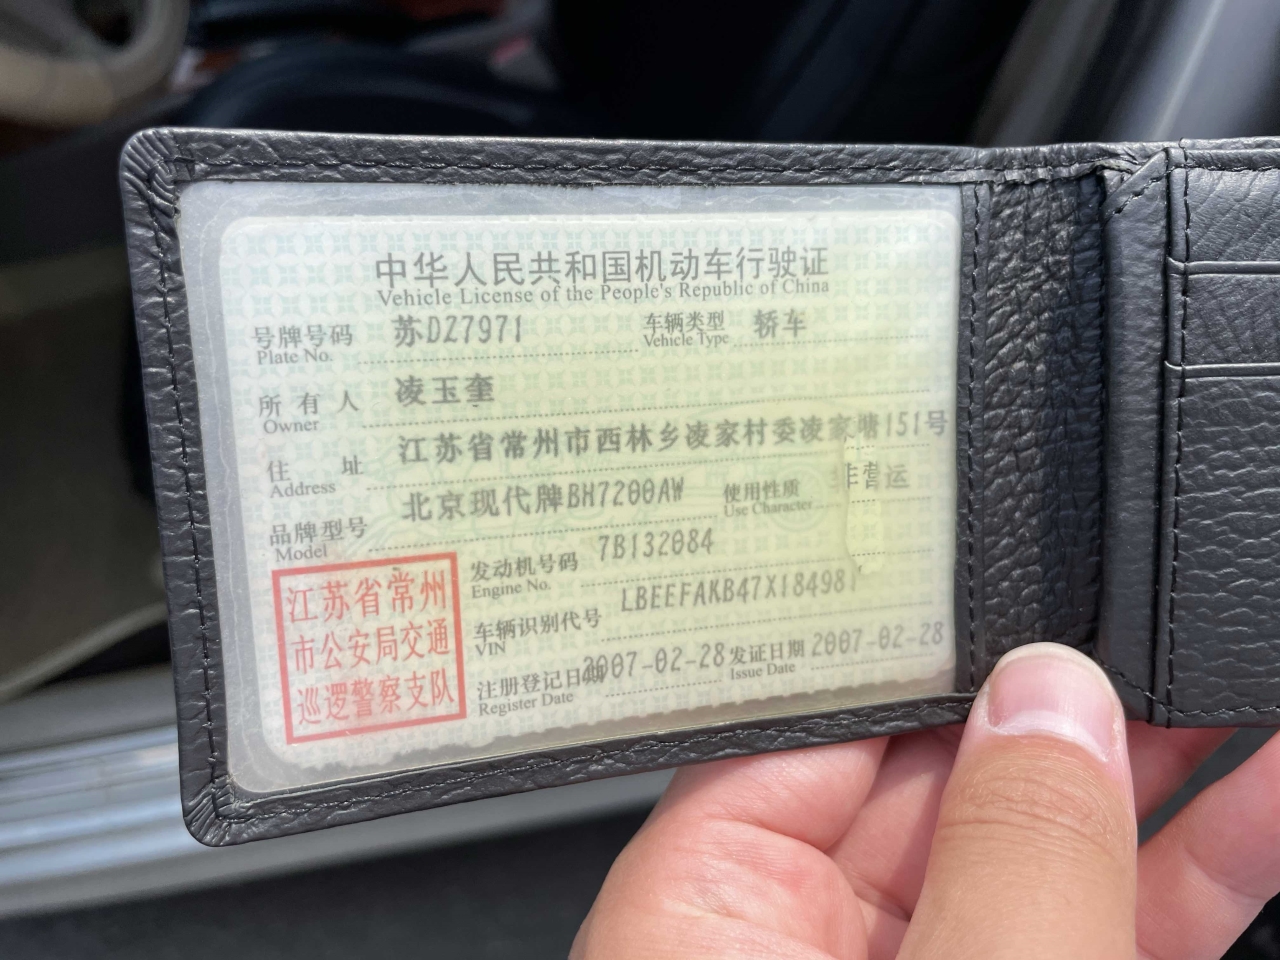 中华人民共和国机动车行驶证
Vehicle License of the People's Republic of China
号牌号码 苏DZ7971 车辆类型 轿车
Plate No. Vehicle Type
所有人 凌玉奎
Owner
住址 江苏省常州市西林乡凌家村委凌家塘151号
Address
品牌型号 北京现代牌BH7200AW 使用性质 非营运
Model Use Character
发动机号码 7B132084
Engine No.
车辆识别代号 LBEEFAKB47X184981
VIN
注册登记日期 2007-02-28 发证日期 2007-02-28
Register Date Issue Date
江苏省常州
市公安局交通
巡逻警察支队